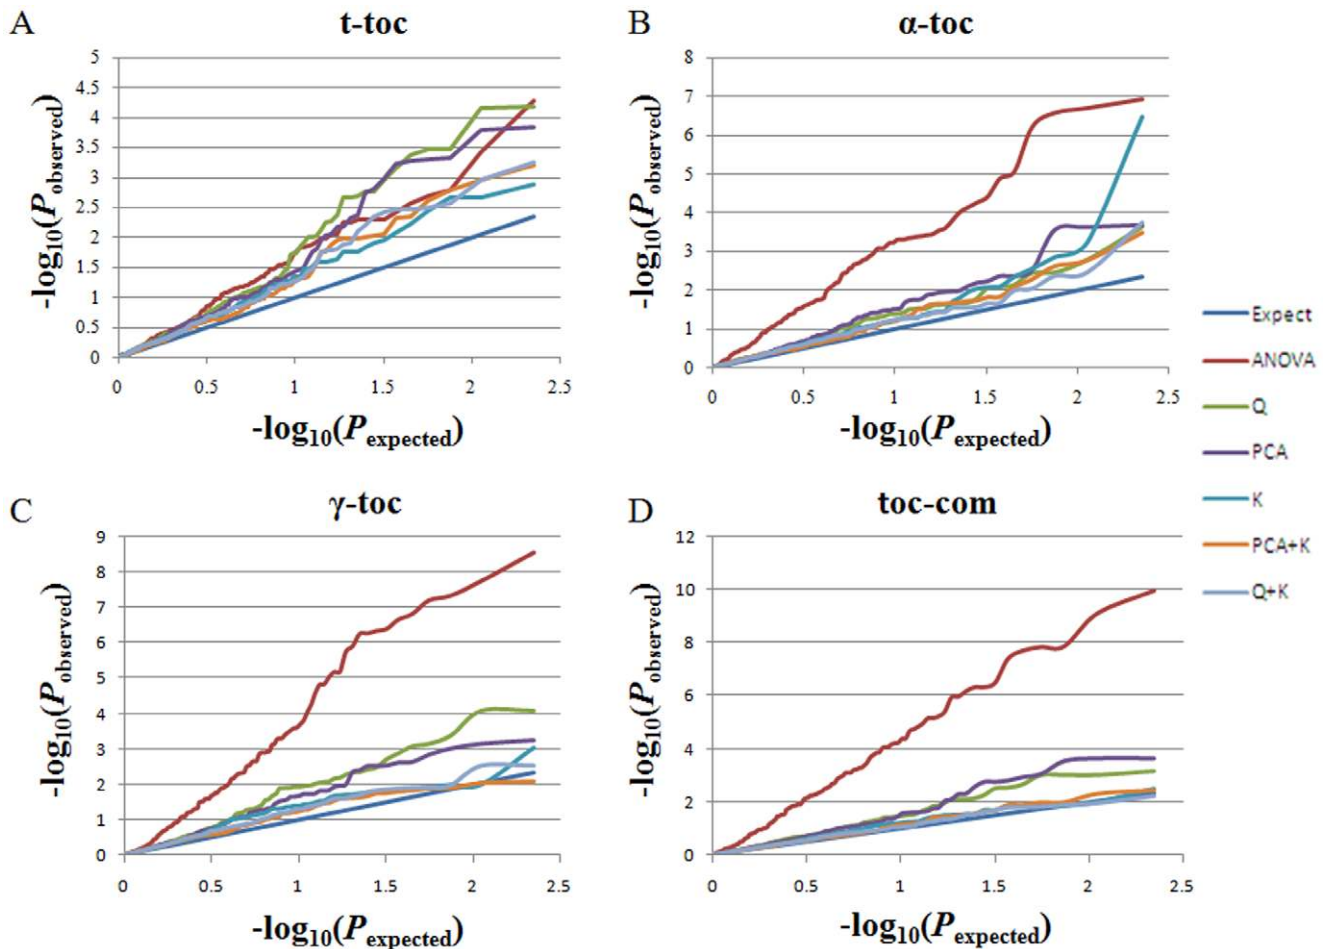 A
t-toc
5
4.5
4
3.5
3
2.5
2
1.5
1
0.5
0
-log10(Pobserved)
0
0.5
1
1.5
2
2.5
-log10(Pexpected)
B
α-toc
8
7
6
5
4
3
2
1
0
-log10(Pobserved)
0
0.5
1
1.5
2
2.5
-log10(Pexpected)
Expect
ANOVA
Q
PCA
K
PCA+K
Q+K
C
γ-toc
9
8
7
6
5
4
3
2
1
0
-log10(Pobserved)
0
0.5
1
1.5
2
2.5
-log10(Pexpected)
D
toc-com
12
10
8
6
4
2
0
-log10(Pobserved)
0
0.5
1
1.5
2
2.5
-log10(Pexpected)